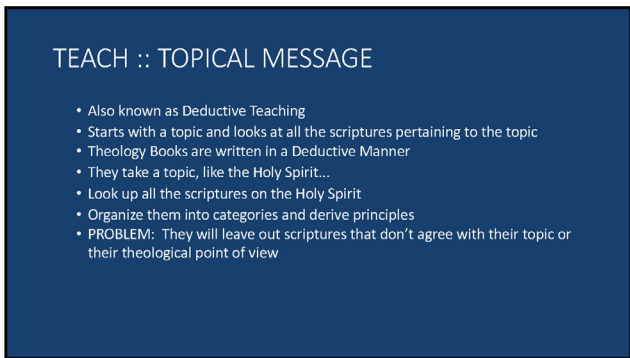 TEACH :: TOPICAL MESSAGE
• Also known as Deductive Teaching
• Starts with a topic and looks at all the scriptures pertaining to the topic
• Theology Books are written in a Deductive Manner
• They take a topic, like the Holy Spirit...
• Look up all the scriptures on the Holy Spirit
• Organize them into categories and derive principles
• PROBLEM:  They will leave out scriptures that don't agree with their topic or
their theological point of view